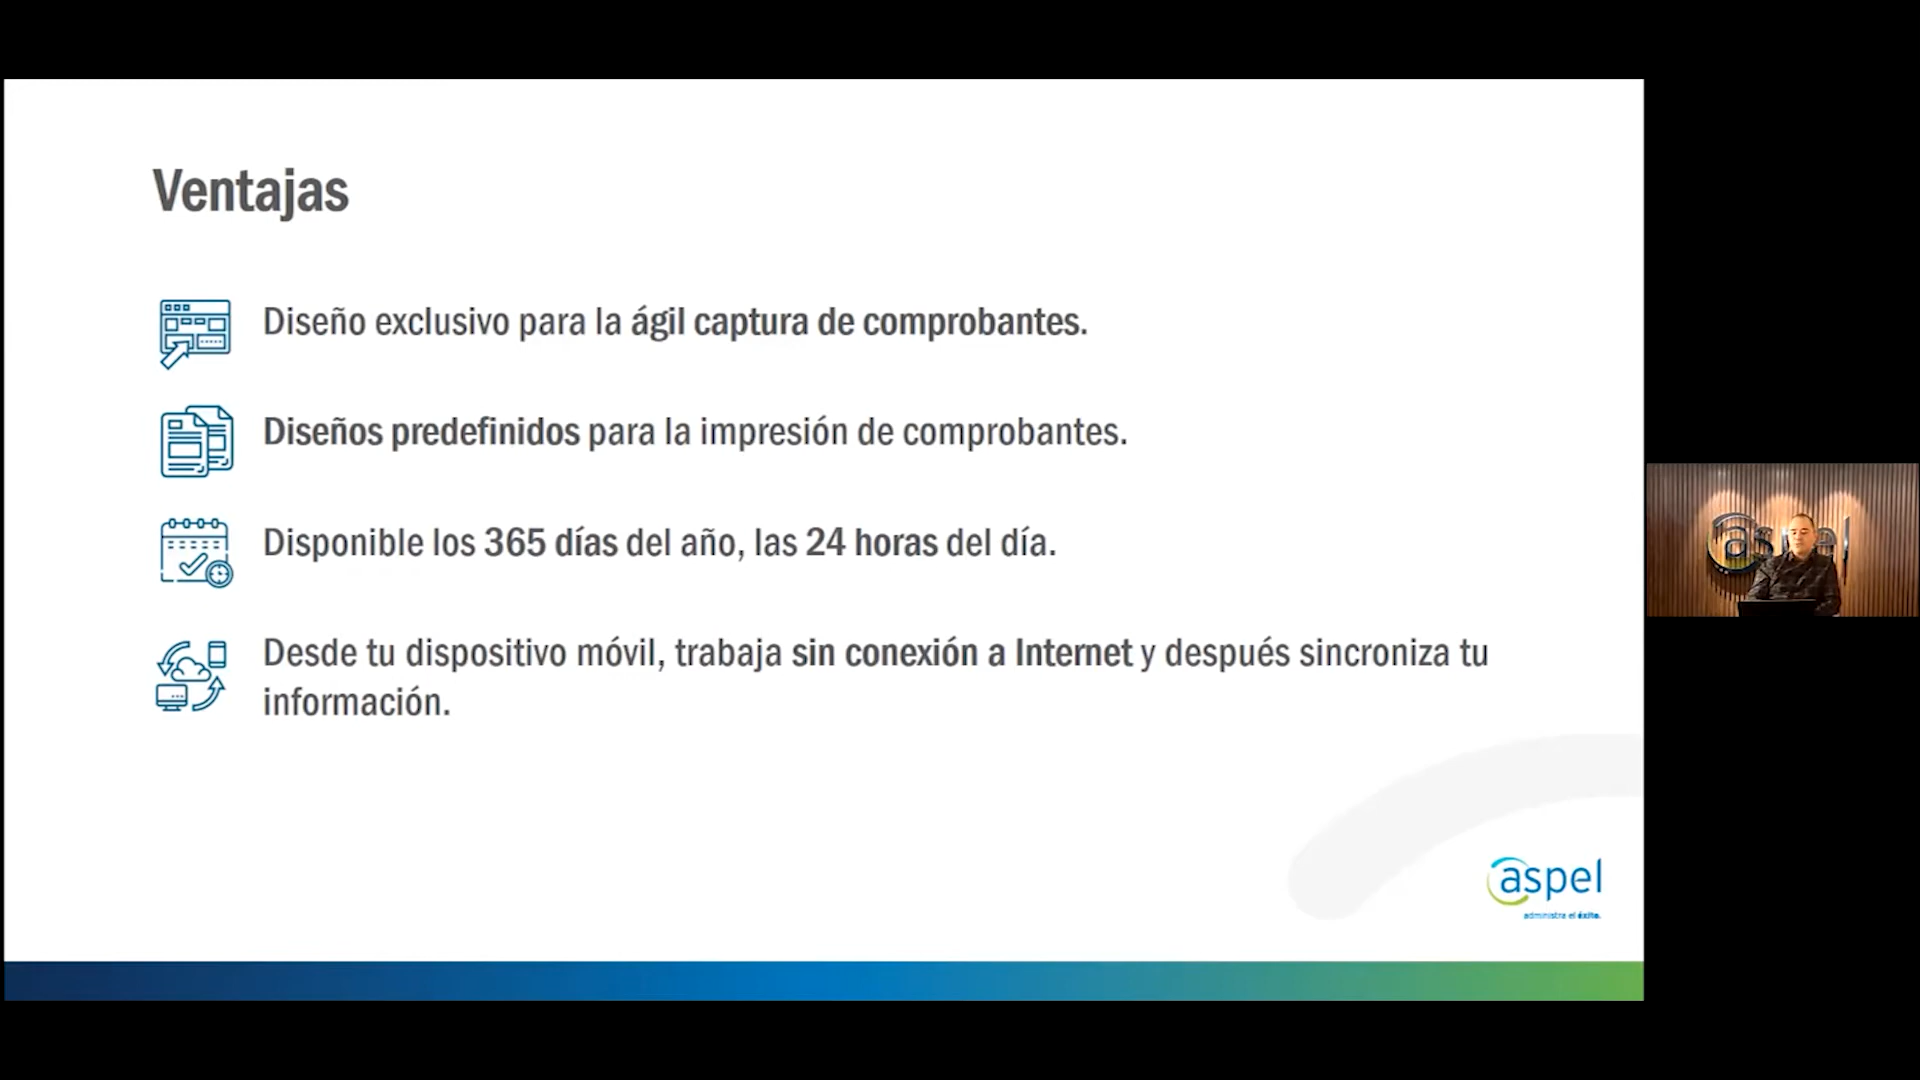 Ventajas
Diseño exclusivo para la ágil captura de comprobantes.
Diseños predefinidos para la impresión de comprobantes.
Disponible los 365 días del año, las 24 horas del día.
Desde tu dispositivo móvil, trabaja sin conexión a Internet y después sincroniza tu
información.
aspel
administra el éxito.